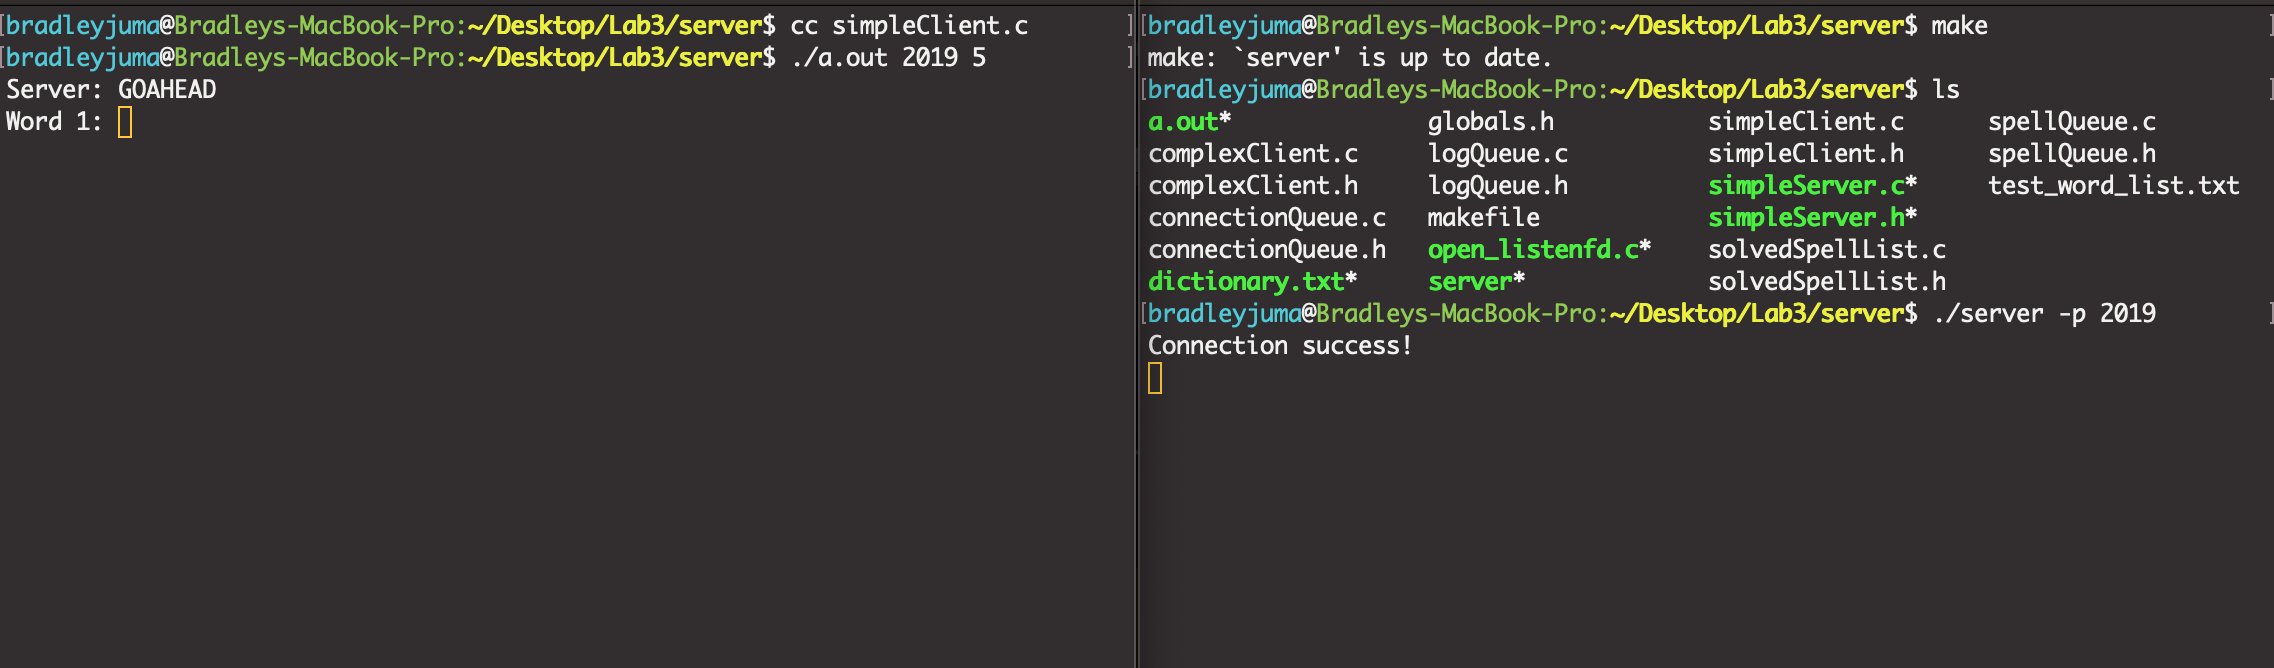 [bradleyjuma@Bradleys-MacBook-Pro:~/Desktop/Lab3/server$ cc simpleClient.c ]
[bradleyjuma@Bradleys-MacBook-Pro:~/Desktop/Lab3/server$ ./a.out 2019 5 ]
Server: GOAHEAD
Word 1:
[bradleyjuma@Bradleys-MacBook-Pro:~/Desktop/Lab3/server$ make ]
make: `server' is up to date.
[bradleyjuma@Bradleys-MacBook-Pro:~/Desktop/Lab3/server$ ls ]
a.out* globals.h simpleClient.c spellQueue.c
complexClient.c logQueue.c simpleClient.h spellQueue.h
complexClient.h logQueue.h simpleServer.c* test_word_list.txt
connectionQueue.c makefile simpleServer.h*
connectionQueue.h open_listenfd.c* solvedSpellList.c
dictionary.txt* server* solvedSpellList.h
[bradleyjuma@Bradleys-MacBook-Pro:~/Desktop/Lab3/server$ ./server -p 2019 ]
Connection success!